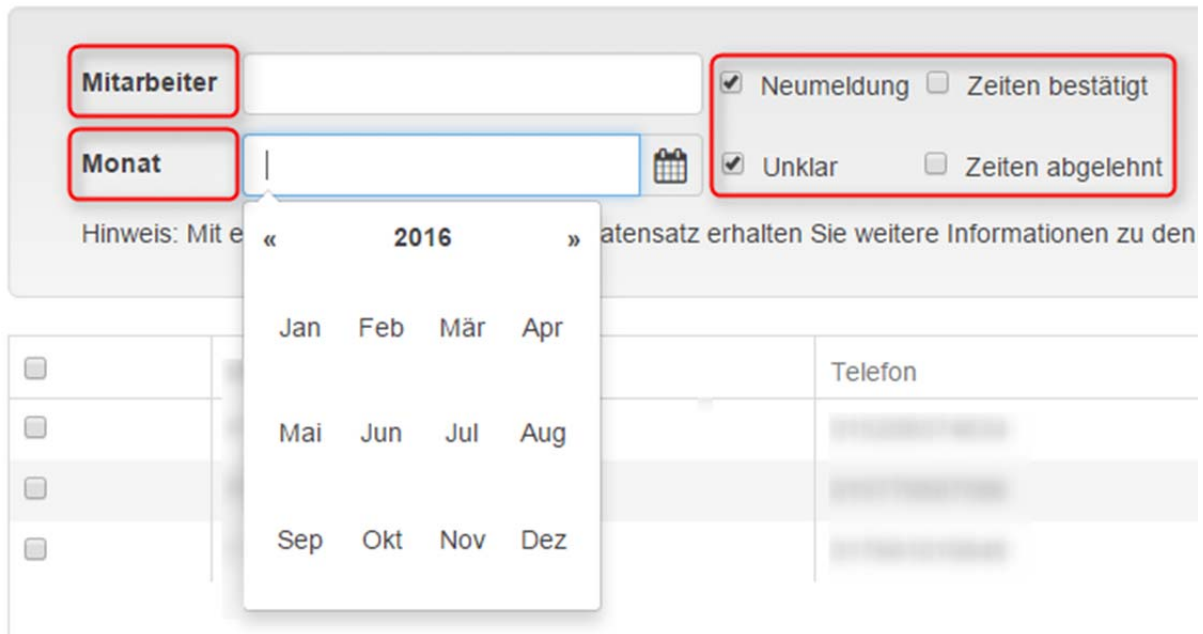 Mitarbeiter
Neumeldung Zeiten bestätigt
Monat
Unklar Zeiten abgelehnt
Hinweis: Mit e
atensatz erhalten Sie weitere Informationen zu den
« 2016 »
Jan Feb Mär Apr
Telefon
Mai Jun Jul Aug
Sep Okt Nov Dez